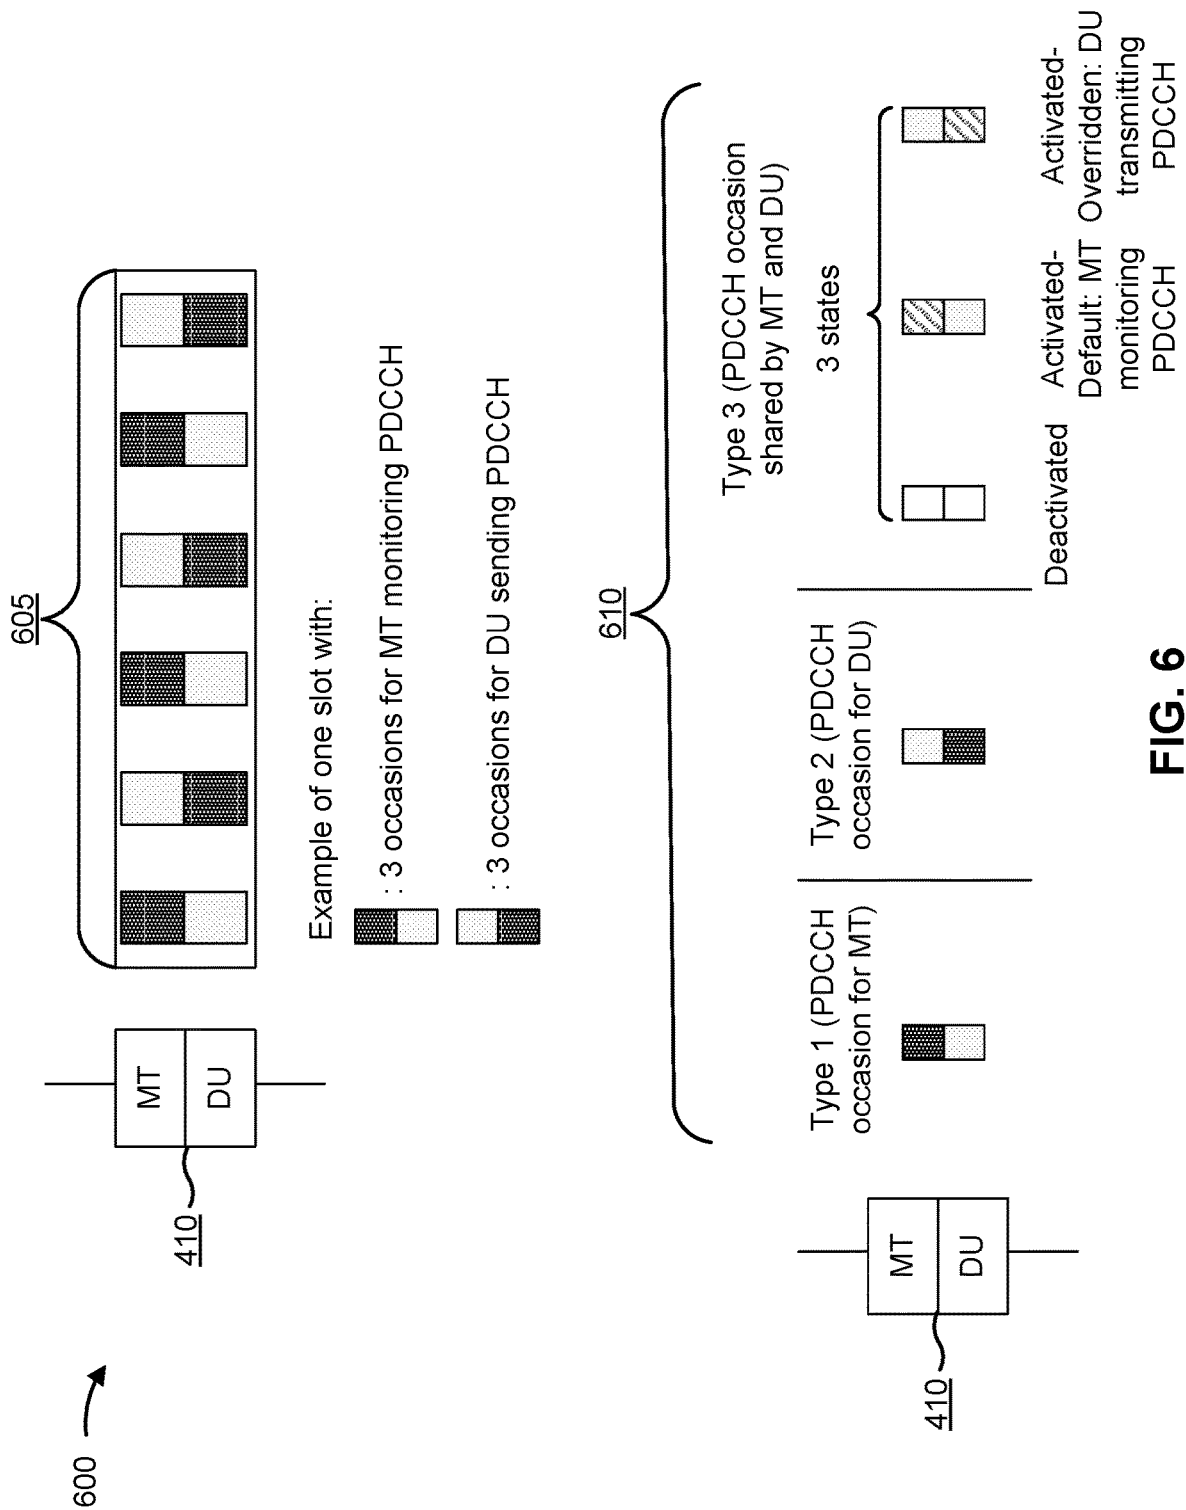 600
410
MT
DU
605
Example of one slot with:
: 3 occasions for MT monitoring PDCCH
: 3 occasions for DU sending PDCCH
410
MT
DU
610
Type 1 (PDCCH
occasion for MT)
Type 2 (PDCCH
occasion for DU)
Type 3 (PDCCH occasion
shared by MT and DU)
3 states
Deactivated
Activated-
Default: MT
monitoring
PDCCH
Activated-
Overridden: DU
transmitting
PDCCH
FIG. 6